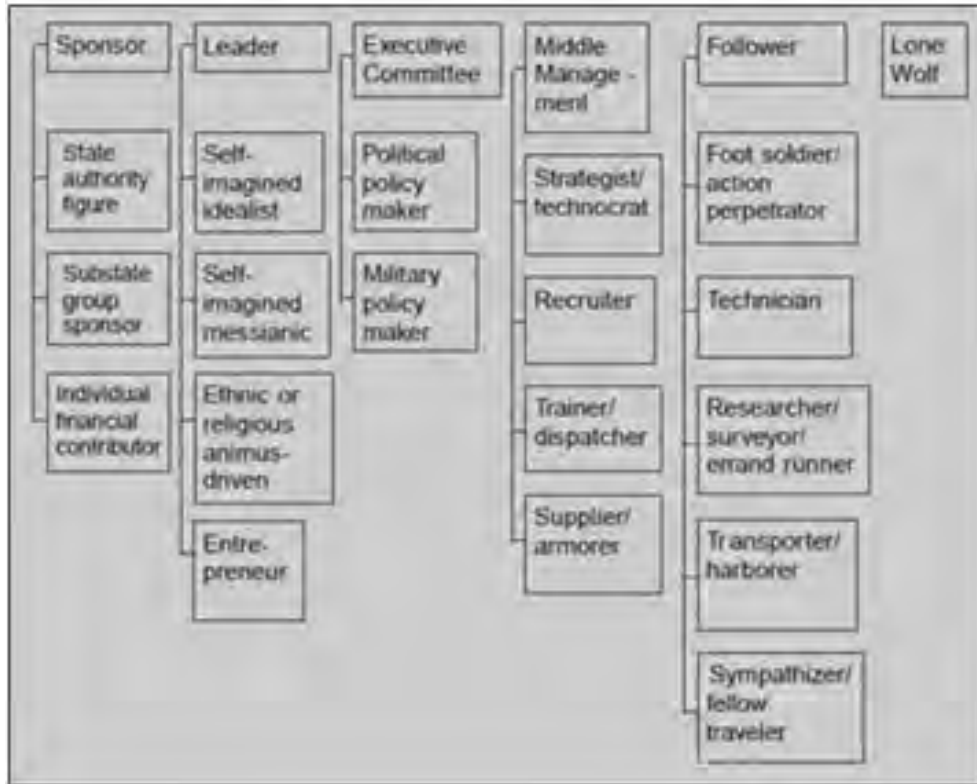 Sponsor
State
authority
figure
Substate
group
sponsor
Individual
financial
contributor
Leader
Self-
imagined
idealist
Self-
imagined
messianic
Ethnic or
religious
animus-
driven
Entre-
preneur
Executive
Committee
Political
policy
maker
Military
policy
maker
Middle
Manage -
ment
Strategist/
technocrat
Recruiter
Trainer/
dispatcher
Supplier/
armorer
Follower
Foot soldier/
action
perpetrator
Technician
Researcher/
surveyor/
errand runner
Transporter/
harborer
Sympathizer/
fellow
traveler
Lone
Wolf